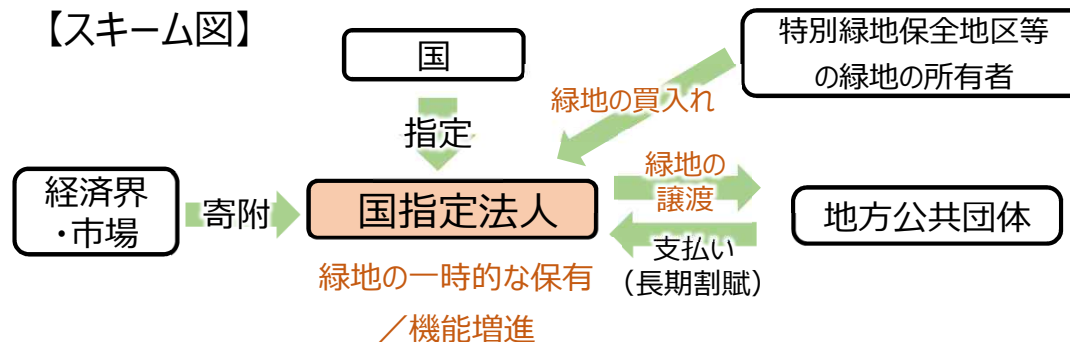 【スキーム図】
国
特別緑地保全地区等
の緑地の所有者
緑地の買入れ
指定
経済界
・市場
寄附
国指定法人
緑地の
譲渡
地方公共団体
支払い
（長期割賦）
緑地の一時的な保有
／機能増進